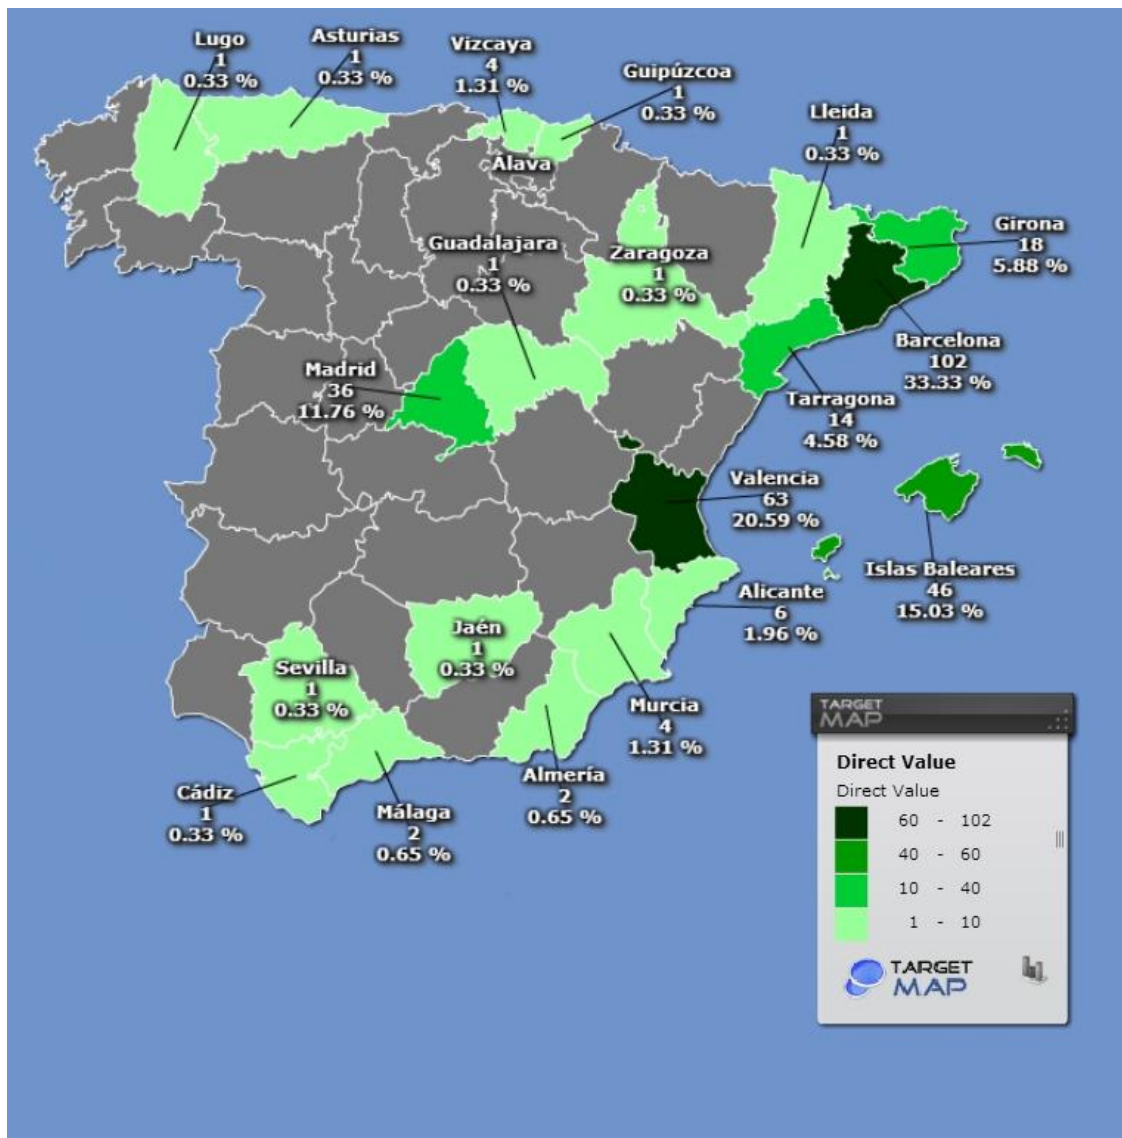 Lugo
1
0.33 %
Asturias
1
0.33 %
Vizcaya
4
1.31 %
Guipúzcoa
1
0.33 %
Lleida
1
0.33 %
Álava
Guadalajara
1
0.33 %
Zaragoza
1
0.33 %
Girona
18
5.88 %
Barcelona
102
33.33 %
Madrid
36
11.76 %
Tarragona
14
4.58 %
Valencia
63
20.59 %
Islas Baleares
46
15.03 %
Alicante
6
1.96 %
Jaén
1
0.33 %
Sevilla
1
0.33 %
Murcia
4
1.31 %
Almería
2
0.65 %
Cádiz
1
0.33 %
Málaga
2
0.65 %
TARGET
MAP
Direct Value
Direct Value
60 - 102
40 - 60
10 - 40
1 - 10
TARGET
MAP